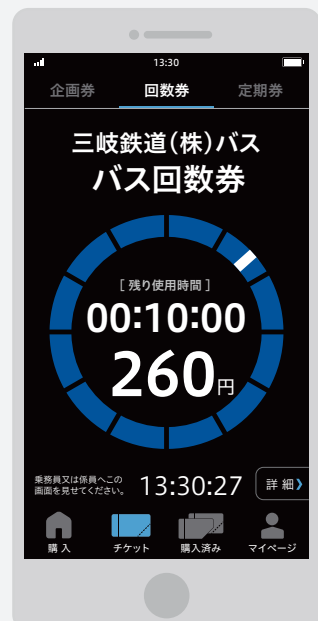 13:30
企画券 回数券 定期券
三岐鉄道(株)バス
バス回数券
[ 残り使用時間 ]
00:10:00
260円
乗務員又は係員へこの
画面を見せてください。
13:30:27
詳 細》
購 入 チケット 購入済み マイページ